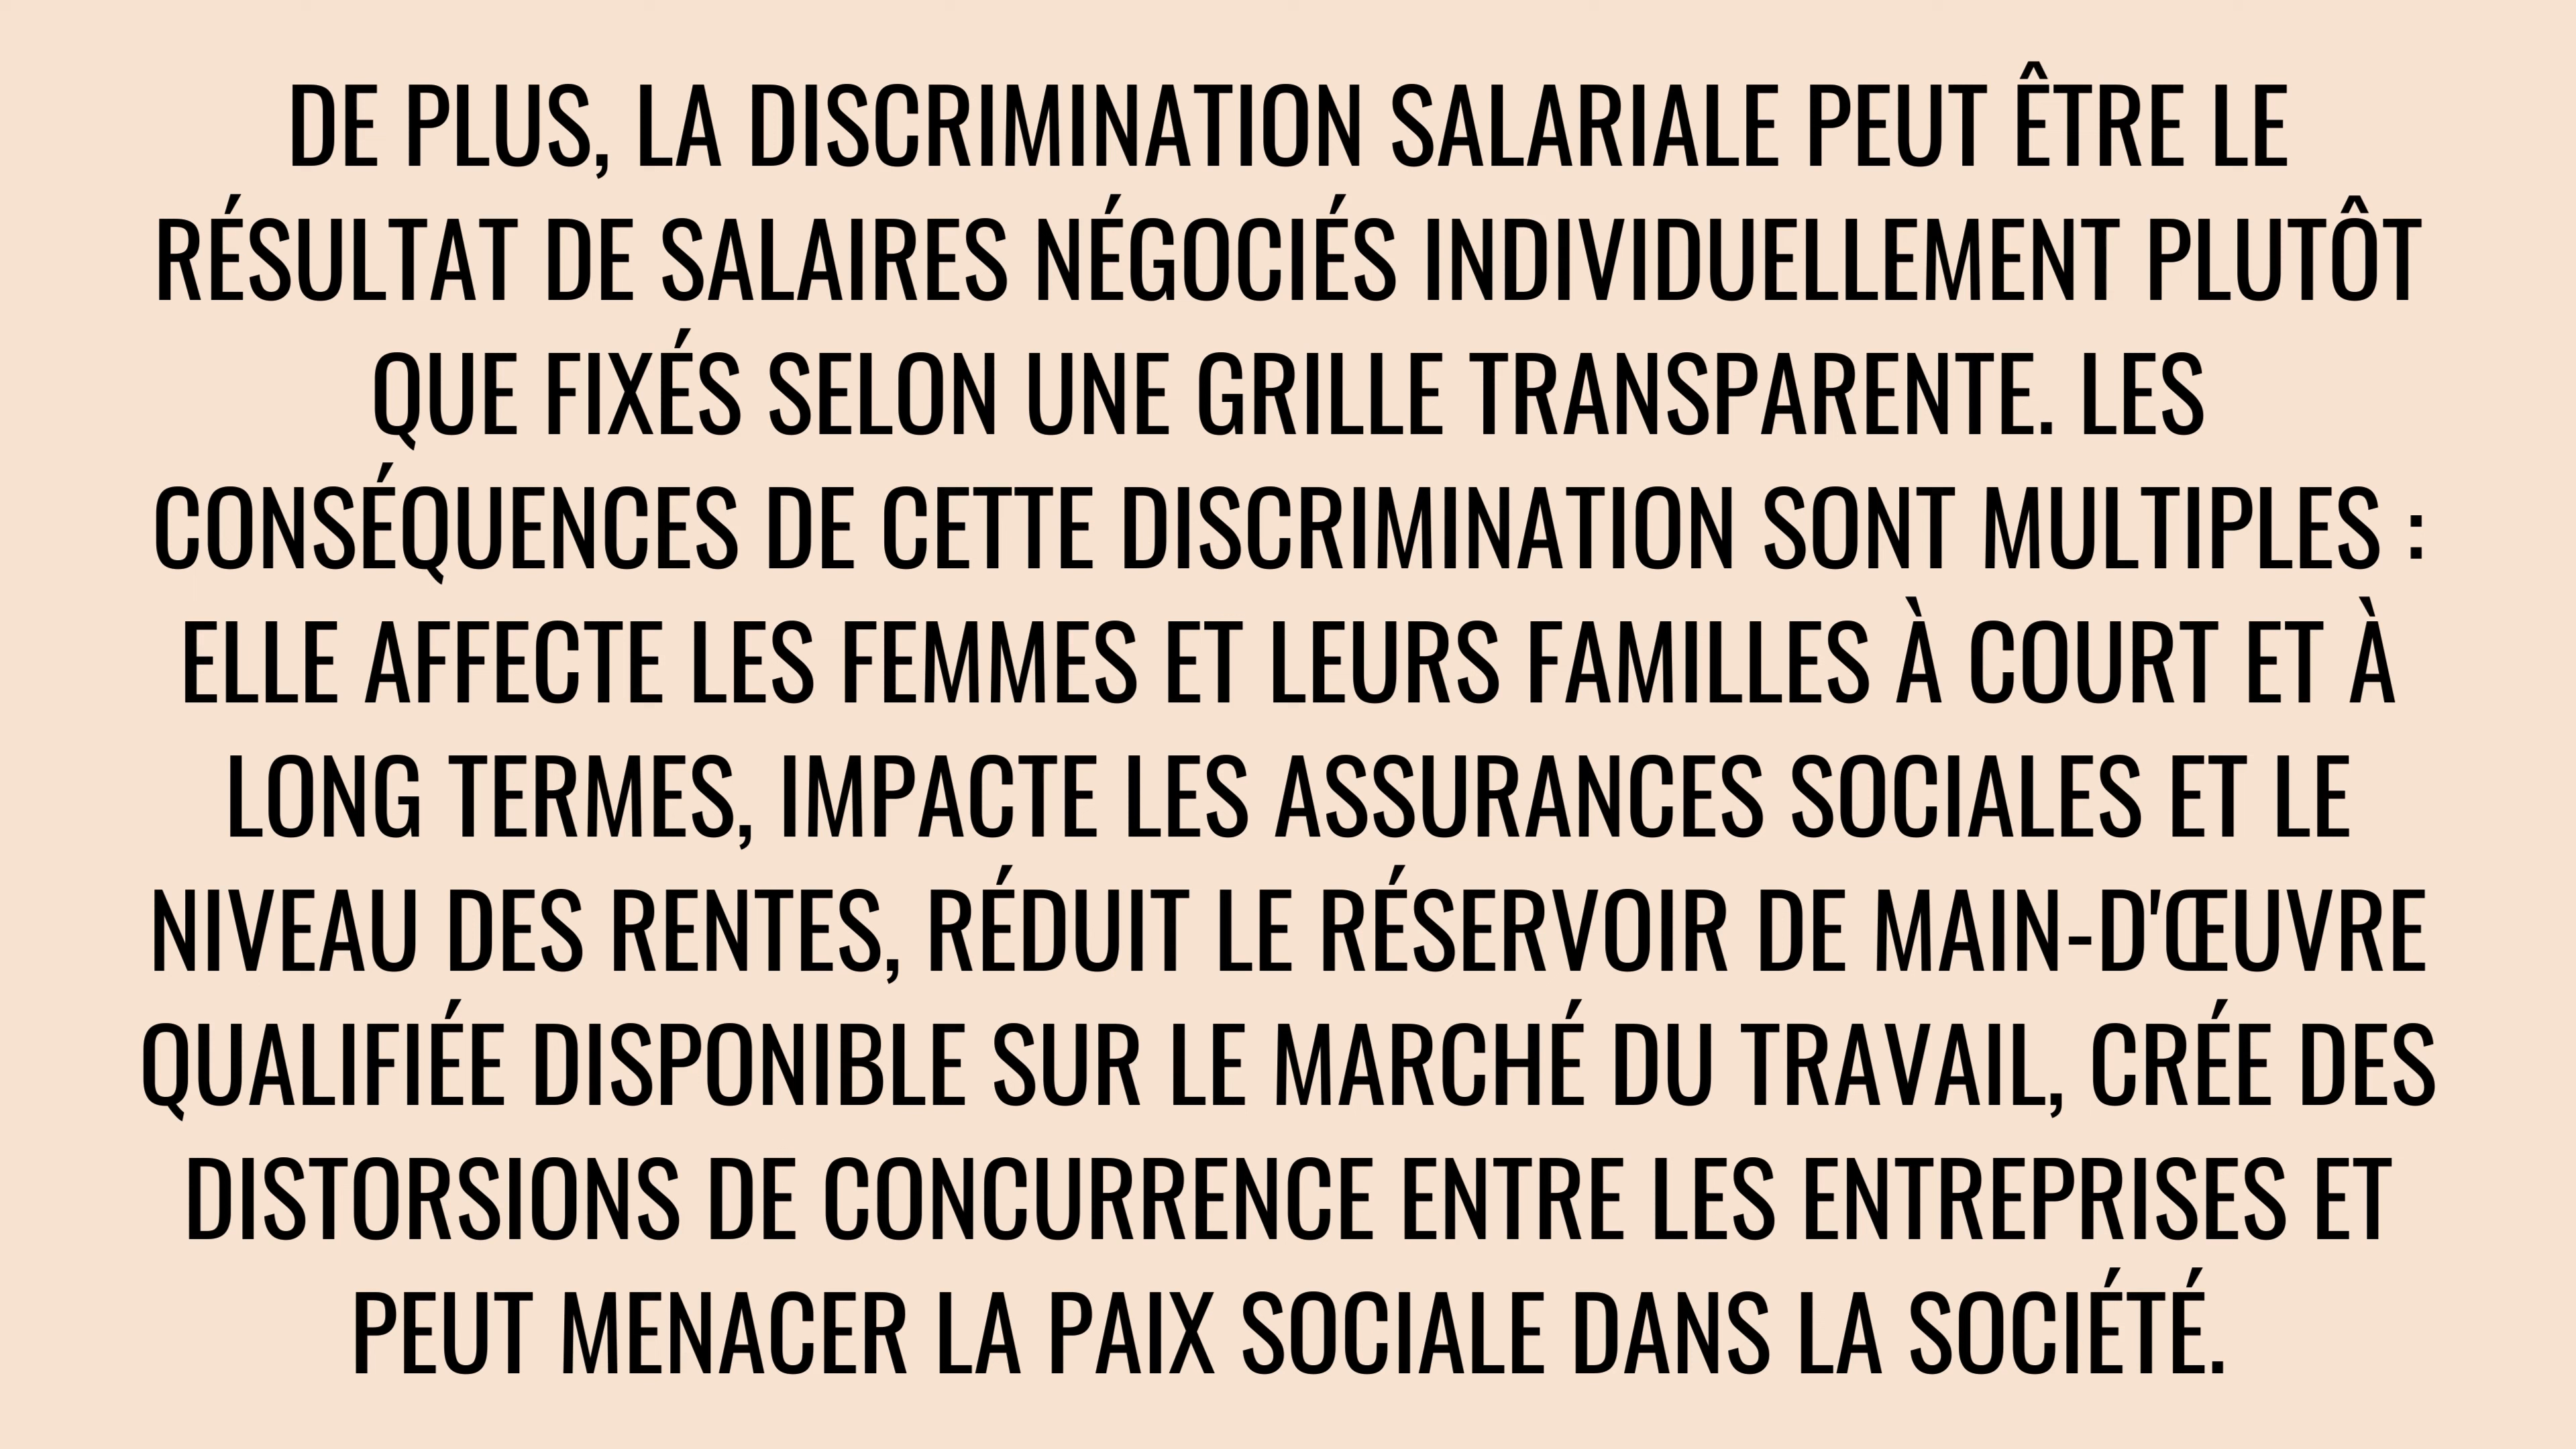 DE PLUS, LA DISCRIMINATION SALARIALE PEUT ÊTRE LE
RÉSULTAT DE SALAIRES NÉGOCIÉS INDIVIDUELLEMENT PLUTÔT
QUE FIXÉS SELON UNE GRILLE TRANSPARENTE. LES
CONSÉQUENCES DE CETTE DISCRIMINATION SONT MULTIPLES :
ELLE AFFECTE LES FEMMES ET LEURS FAMILLES À COURT ET À
LONG TERMES, IMPACTE LES ASSURANCES SOCIALES ET LE
NIVEAU DES RENTES, RÉDUIT LE RÉSERVOIR DE MAIN-D'ŒUVRE
QUALIFIÉE DISPONIBLE SUR LE MARCHÉ DU TRAVAIL, CRÉE DES
DISTORSIONS DE CONCURRENCE ENTRE LES ENTREPRISES ET
PEUT MENACER LA PAIX SOCIALE DANS LA SOCIÉTÉ.